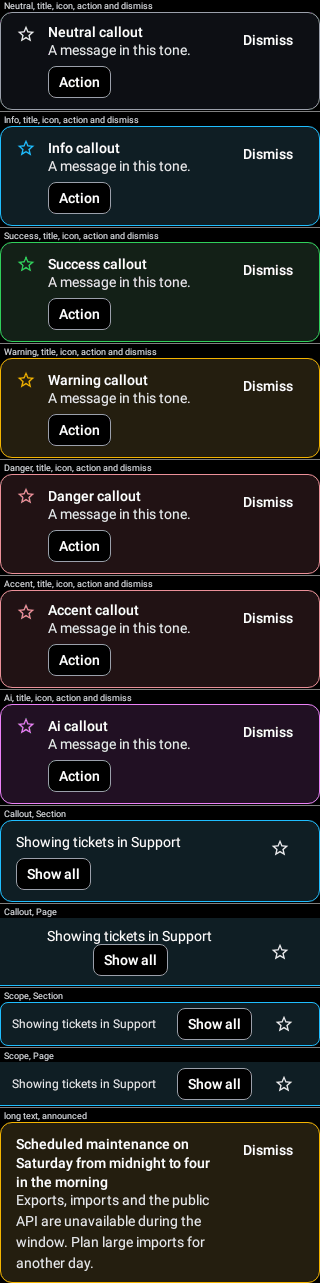 Neutral, title, icon, action and dismiss
Neutral callout
Dismiss
A message in this tone.
Action
Info, title, icon, action and dismiss
Info callout
Dismiss
A message in this tone.
Action
Success, title, icon, action and dismiss
Success callout
Dismiss
A message in this tone.
Action
Warning, title, icon, action and dismiss
Warning callout
Dismiss
A message in this tone.
Action
Danger, title, icon, action and dismiss
Danger callout
Dismiss
A message in this tone.
Action
Accent, title, icon, action and dismiss
Accent callout
Dismiss
A message in this tone.
Action
Ai, title, icon, action and dismiss
Ai callout
Dismiss
A message in this tone.
Action
Callout, Section
Showing tickets in Support
Show all
Callout, Page
Showing tickets in Support
Show all
Scope, Section
Showing tickets in Support
Show all
Scope, Page
Showing tickets in Support
Show all
long text, announced
Scheduled maintenance on
Dismiss
Saturday from midnight to four
in the morning
Exports, imports and the public
API are unavailable during the
window. Plan large imports for
another day.